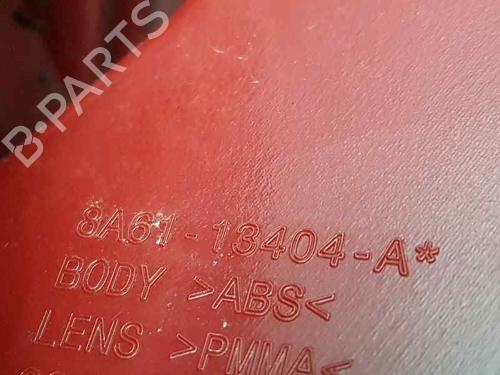 B-PARTS
8A61-13404-A*
BODY >ABS<
LENS >PMMA<